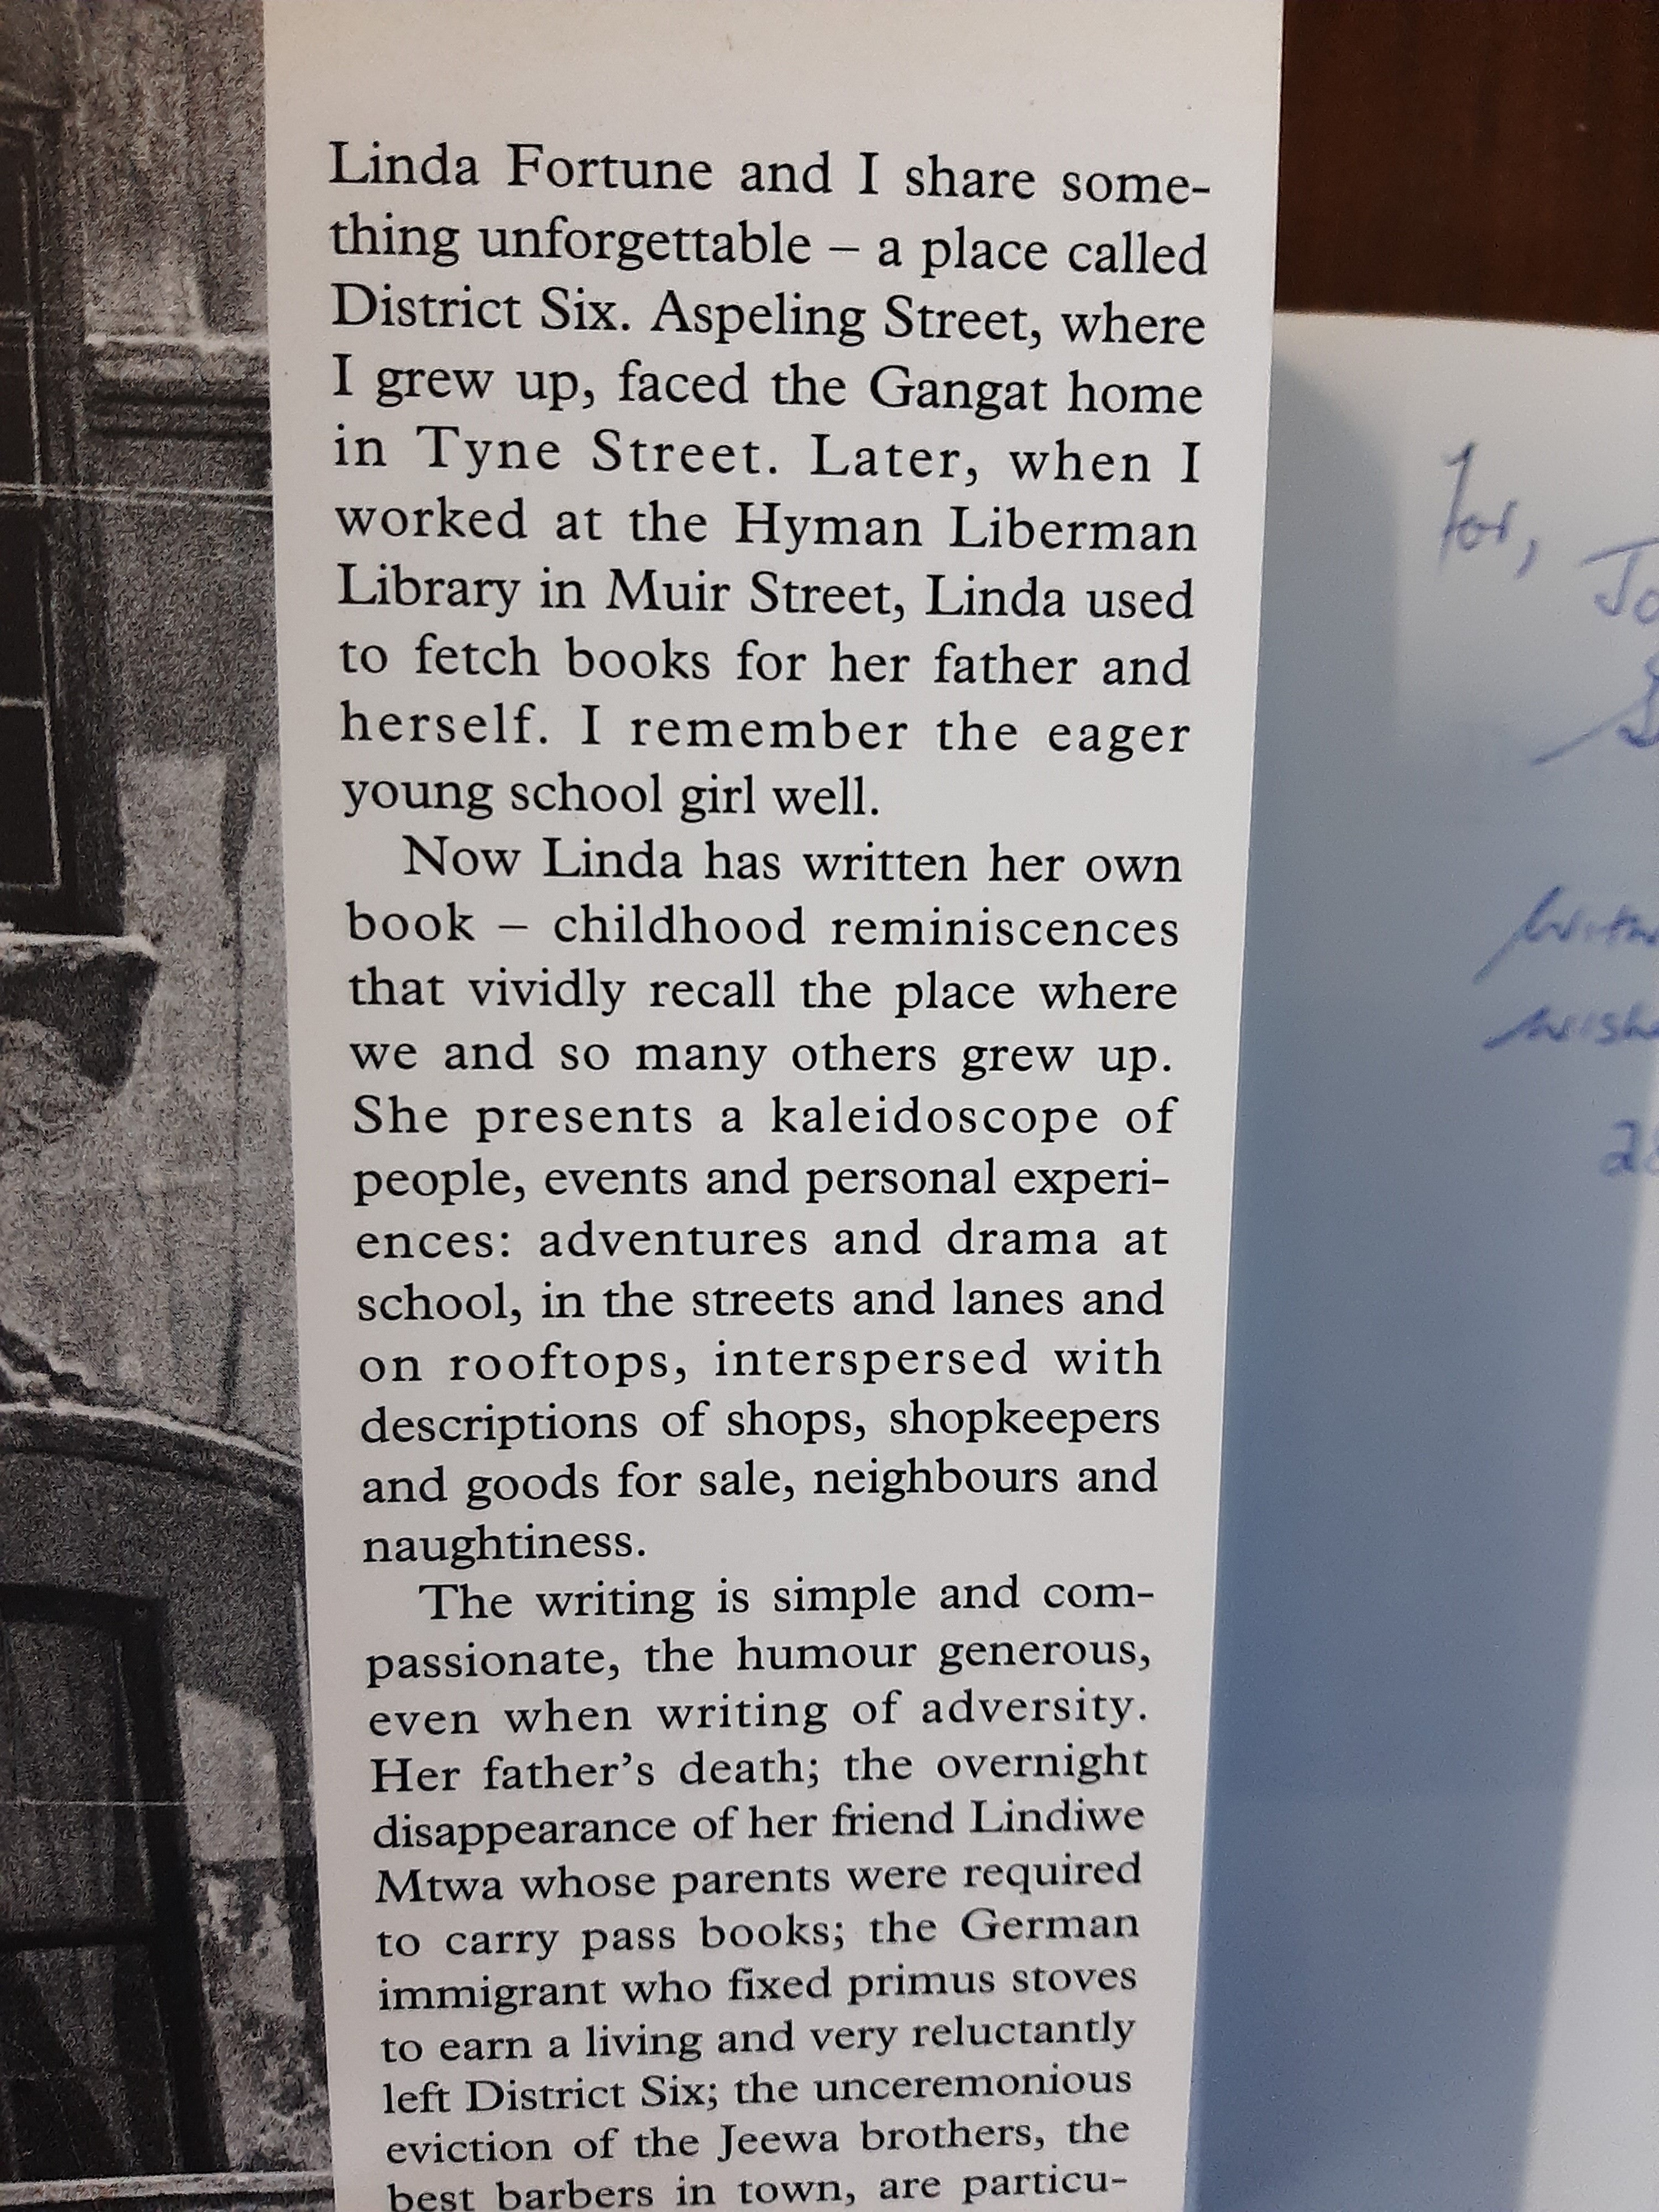 Linda Fortune and I share some-
thing unforgettable – a place called
District Six. Aspeling Street, where
I grew up, faced the Gangat home
in Tyne Street. Later, when I
worked at the Hyman Liberman
Library in Muir Street, Linda used
to fetch books for her father and
herself. I remember the eager
young school girl well.
Now Linda has written her own
book – childhood reminiscences
that vividly recall the place where
we and so many others grew up.
She presents a kaleidoscope of
people, events and personal experi-
ences: adventures and drama at
school, in the streets and lanes and
on rooftops, interspersed with
descriptions of shops, shopkeepers
and goods for sale, neighbours and
naughtiness.
The writing is simple and com-
passionate, the humour generous,
even when writing of adversity.
Her father's death; the overnight
disappearance of her friend Lindiwe
Mtwa whose parents were required
to carry pass books; the German
immigrant who fixed primus stoves
to earn a living and very reluctantly
left District Six; the unceremonious
eviction of the Jeewa brothers, the
best barbers in town, are particu-
for,